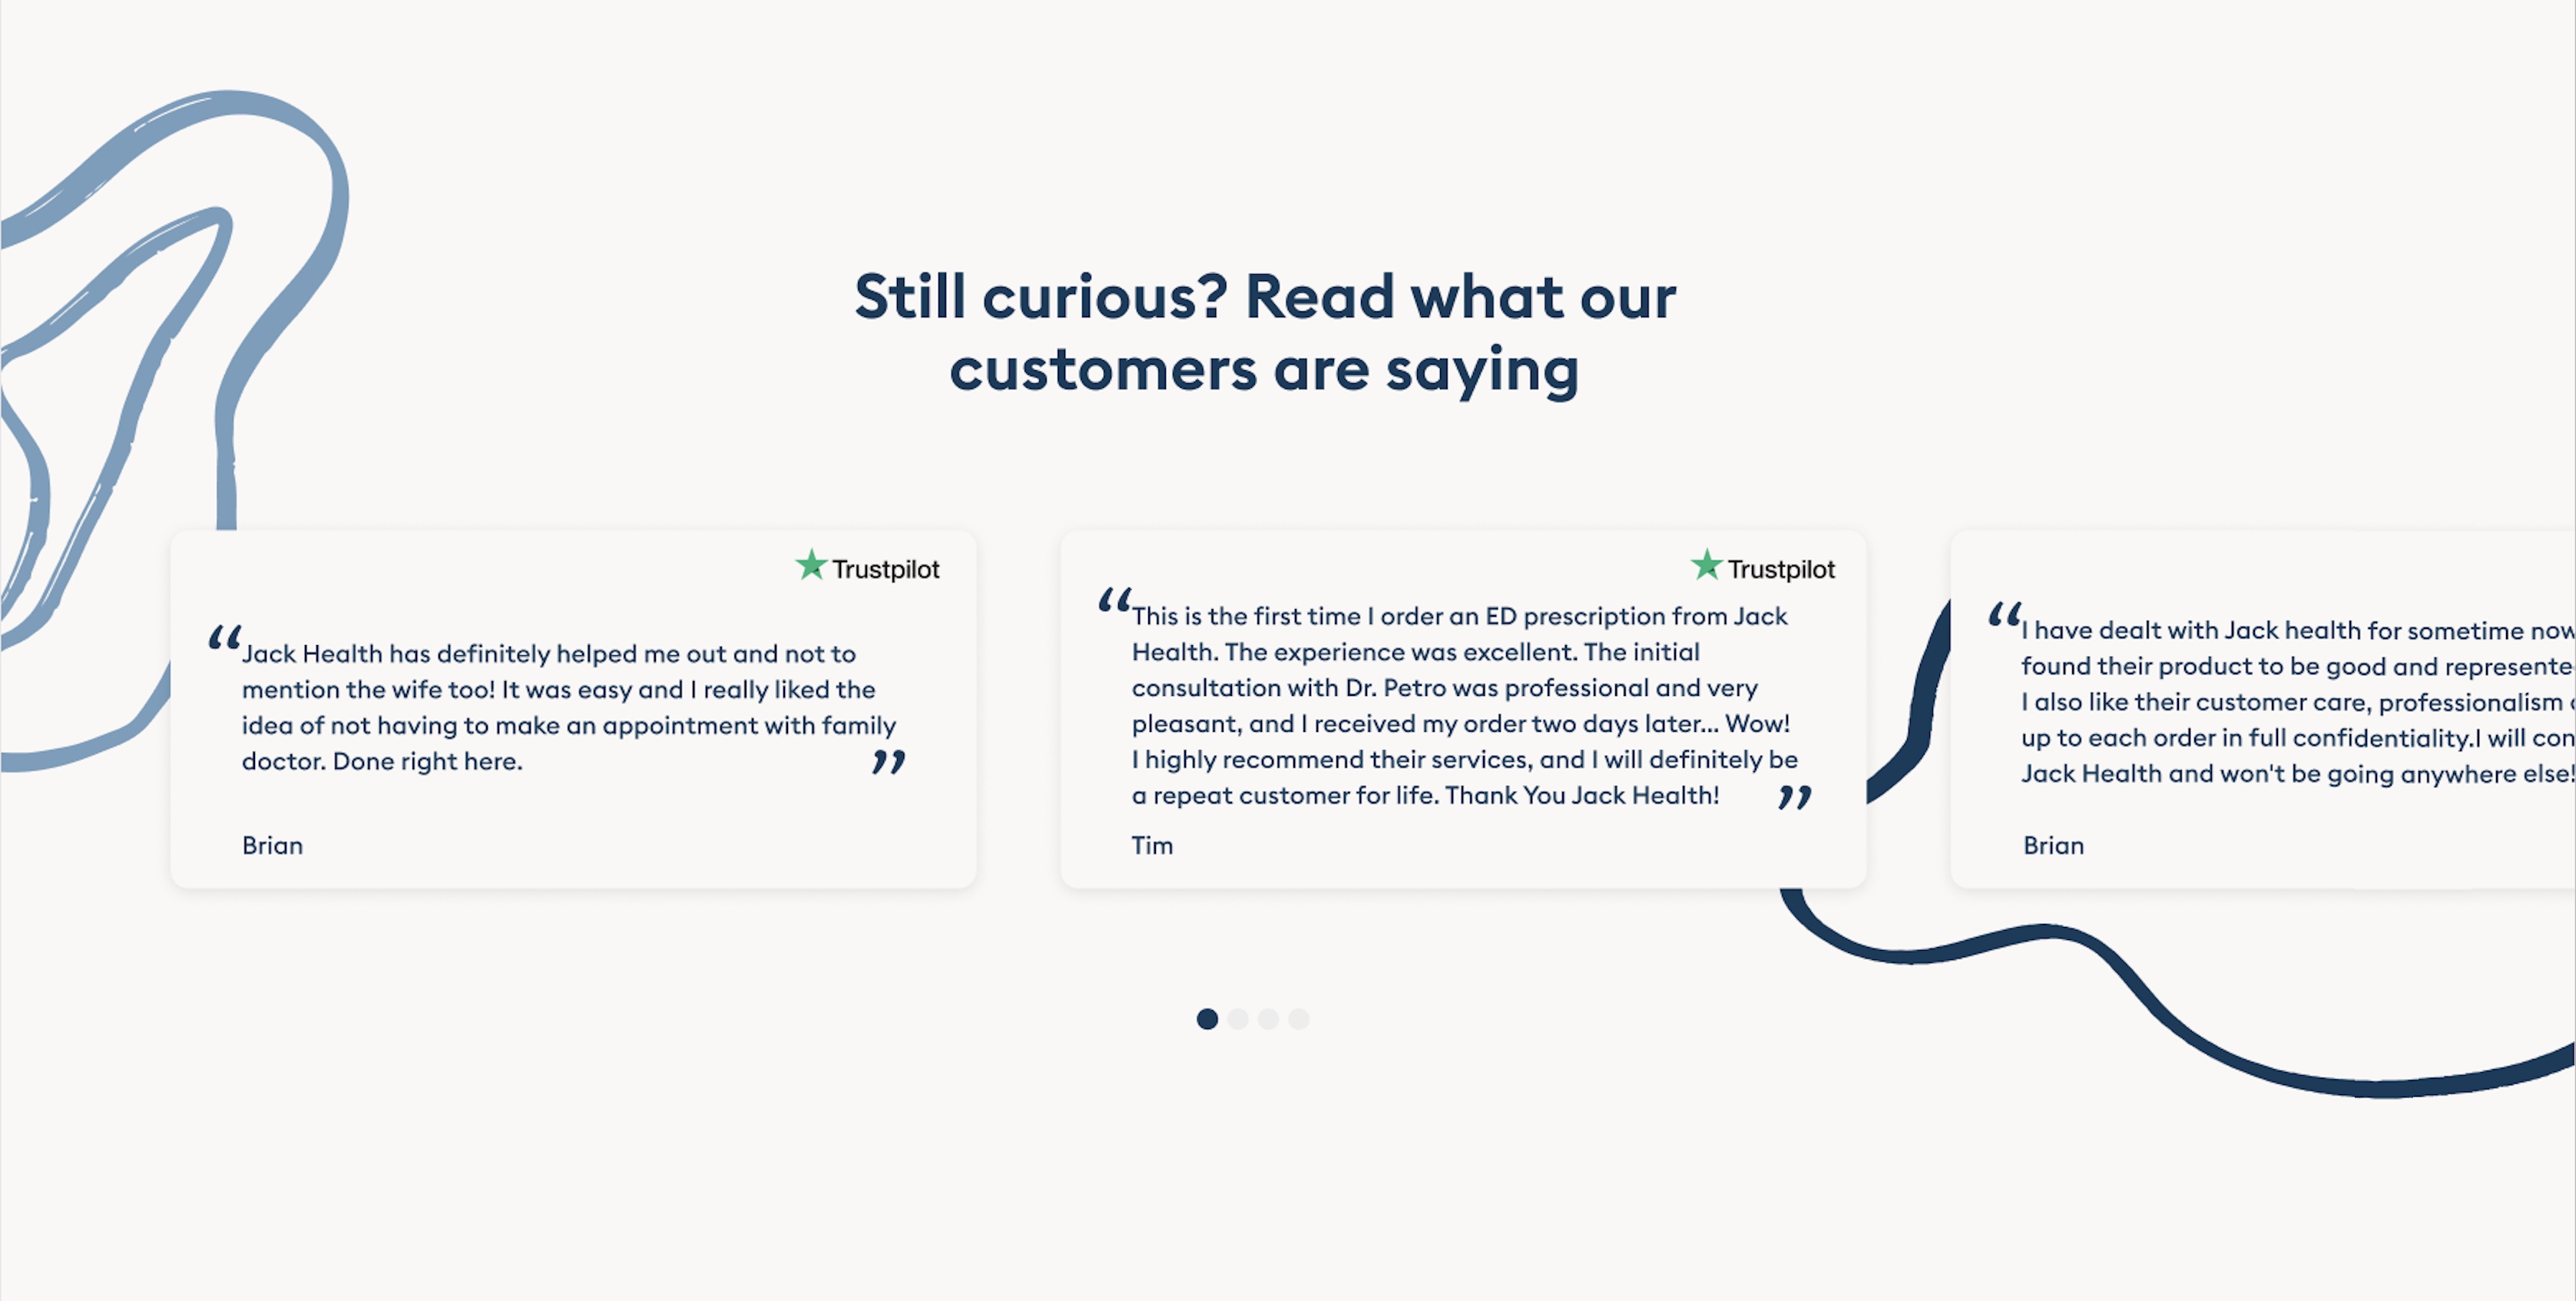 Still curious? Read what our
customers are saying
Trustpilot
“Jack Health has definitely helped me out and not to
mention the wife too! It was easy and I really liked the
idea of not having to make an appointment with family
doctor. Done right here.”
Brian
Trustpilot
“This is the first time I order an ED prescription from Jack
Health. The experience was excellent. The initial
consultation with Dr. Petro was professional and very
pleasant, and I received my order two days later... Wow!
I highly recommend their services, and I will definitely be
a repeat customer for life. Thank You Jack Health!”
Tim
“I have dealt with Jack health for sometime now
found their product to be good and
I also like their customer care, professionalism
up to each order in full confidentiality.I will
Jack Health and won't be going anywhere else!
Brian